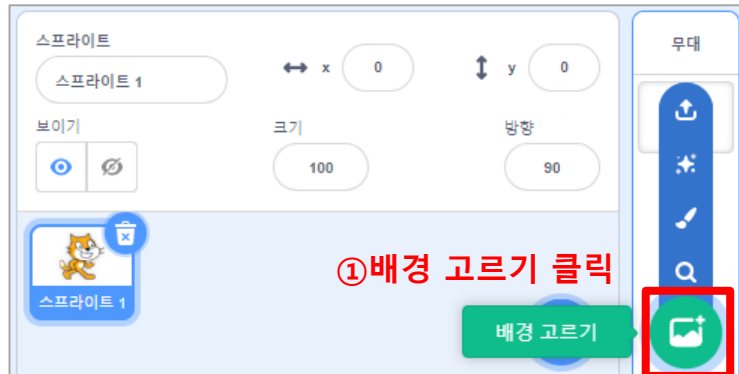 스프라이트
스프라이트 1
x 0
y 0
무대
보이기
크기
방향
100
90
스프라이트 1
①배경 고르기 클릭
배경 고르기